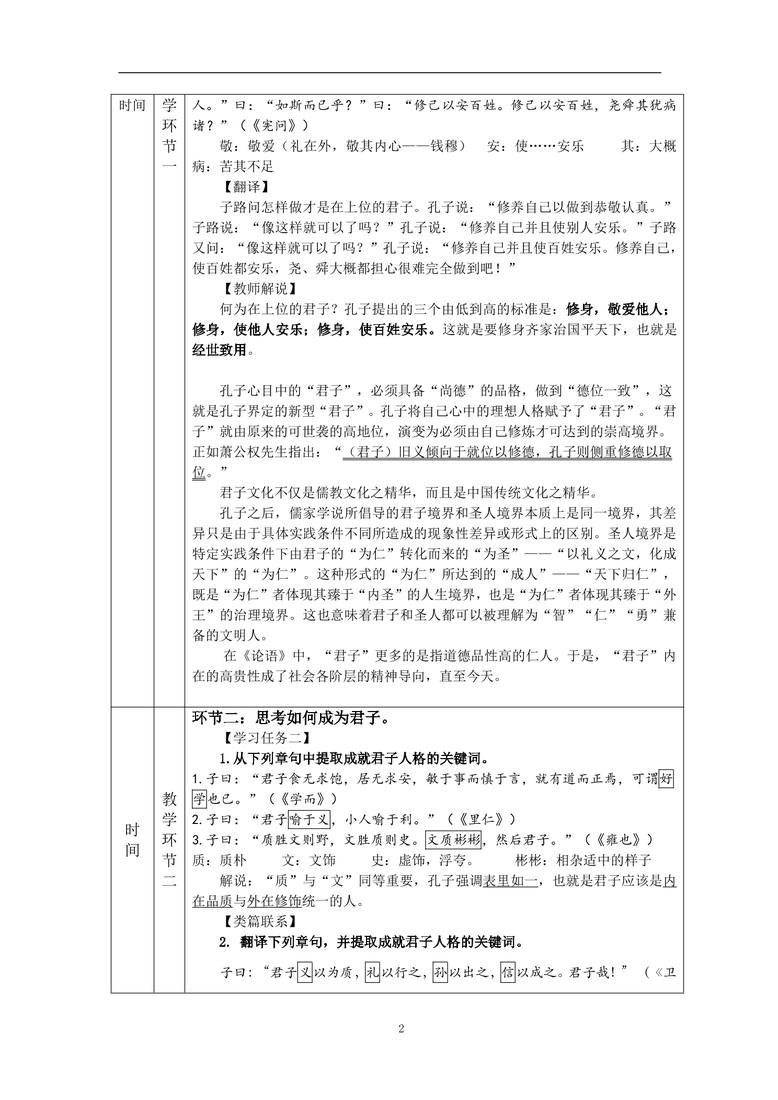 时间
学
环
节
一
人。”曰：“如斯而已乎？”曰：“修己以安百姓。修己以安百姓，尧舜其犹病
诸？”（《宪问》）
敬：敬爱（礼在外，敬其内心——钱穆） 安：使……安乐 其：大概
病：苦其不足
【翻译】
子路问怎样做才是在上位的君子。孔子说：“修养自己以做到恭敬认真。”
子路说：“像这样就可以了吗？”孔子说：“修养自己并且使别人安乐。”子路
又问：“像这样就可以了吗？”孔子说：“修养自己并且使百姓安乐。修养自己，
使百姓都安乐，尧、舜大概都担心很难完全做到吧！”
【教师解说】
何为在上位的君子？孔子提出的三个由低到高的标准是：修身，敬爱他人；
修身，使他人安乐；修身，使百姓安乐。这就是要修身齐家治国平天下，也就是
经世致用。
孔子心目中的“君子”，必须具备“尚德”的品格，做到“德位一致”，这
就是孔子界定的新型“君子”。孔子将自己心中的理想人格赋予了“君子”。“君
子”就由原来的可世袭的高地位，演变为必须由自己修炼才可达到的崇高境界。
正如萧公权先生指出：“（君子）旧义倾向于就位以修德，孔子则侧重修德以取
位。”
君子文化不仅是儒教文化之精华，而且是中国传统文化之精华。
孔子之后，儒家学说所倡导的君子境界和圣人境界本质上是同一境界，其差
异只是由于具体实践条件不同所造成的现象性差异或形式上的区别。圣人境界是
特定实践条件下由君子的“为仁”转化而来的“为圣”——“以礼义之文，化成
天下”的“为仁”。这种形式的“为仁”所达到的“成人”——“天下归仁”，
既是“为仁”者体现其臻于“内圣”的人生境界，也是“为仁”者体现其臻于“外
王”的治理境界。这也意味着君子和圣人都可以被理解为“智”“仁”“勇”兼
备的文明人。
在《论语》中，“君子”更多的是指道德品性高的仁人。于是，“君子”内
在的高贵性成了社会各阶层的精神导向，直至今天。
时
间
教
学
环
节
二
环节二：思考如何成为君子。
【学习任务二】
1.从下列章句中提取成就君子人格的关键词。
1.子曰：“君子食无求饱，居无求安，敏于事而慎于言，就有道而正焉，可谓好
学也已。”（《学而》）
2.子曰：“君子喻于义，小人喻于利。”（《里仁》）
3.子曰：“质胜文则野，文胜质则史。文质彬彬，然后君子。”（《雍也》）
质：质朴 文：文饰 史：虚饰，浮夸。 彬彬：相杂适中的样子
解说：“质”与“文”同等重要，孔子强调表里如一，也就是君子应该是内
在品质与外在修饰统一的人。
【类篇联系】
2. 翻译下列章句，并提取成就君子人格的关键词。
子曰：“君子义以为质，礼以行之，孙以出之，信以成之。君子哉！”（《卫
2